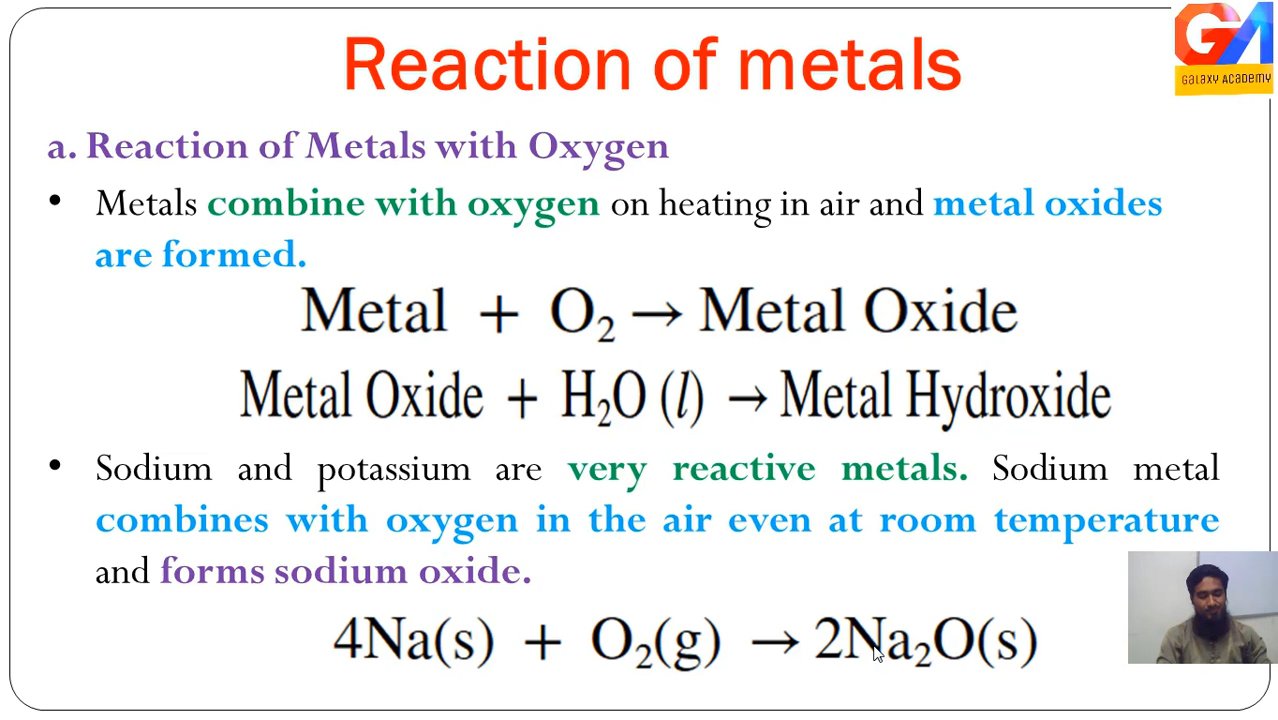 Reaction of metals
GA
GALAXY ACADEMY
a. Reaction of Metals with Oxygen
• Metals combine with oxygen on heating in air and metal oxides
are formed.
Metal + O₂ → Metal Oxide
Metal Oxide + H₂O (l) → Metal Hydroxide
• Sodium and potassium are very reactive metals. Sodium metal
combines with oxygen in the air even at room temperature
and forms sodium oxide.
4Na(s) + O₂(g) → 2Na₂O(s)